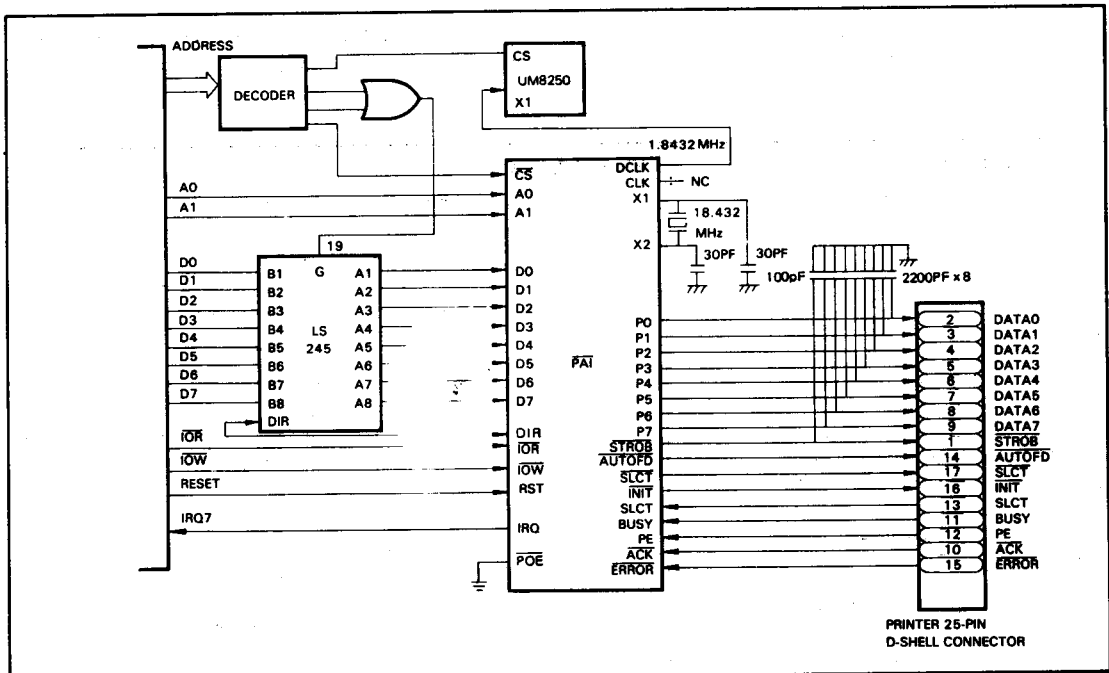 ADDRESS
DECODER
CS
UM8250
X1
1.8432 MHz
A0
A1
D0
D1
D2
D3
D4
D5
D6
D7
IOR
IOW
RESET
IRQ7
19
G
B1
B2
B3
B4
B5
B6
B7
B8
DIR
LS
245
A1
A2
A3
A4
A5
A6
A7
A8
CS
A0
A1
D0
D1
D2
D3
D4
D5
D6
D7
DIR
IOR
IOW
RST
IRQ
POE
PAI
DCLK
CLK
NC
X1
X2
18.432
MHz
30PF
30PF
100pF
2200PF x 8
P0
P1
P2
P3
P4
P5
P6
P7
STROB
AUTOFD
SLCT
INIT
SLCT
BUSY
PE
ACK
ERROR
2 DATA0
3 DATA1
4 DATA2
5 DATA3
6 DATA4
7 DATA5
8 DATA6
9 DATA7
1 STROB
14 AUTOFD
17 SLCT
16 INIT
13 SLCT
11 BUSY
12 PE
10 ACK
15 ERROR
PRINTER 25-PIN
D-SHELL CONNECTOR